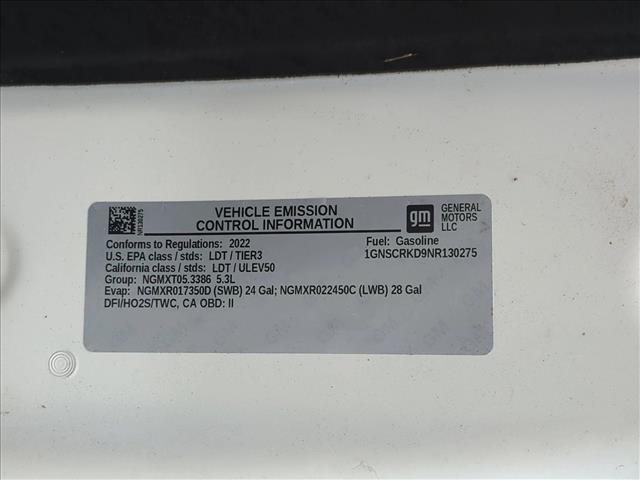 NR130275
VEHICLE EMISSION
CONTROL INFORMATION
gm
GENERAL
MOTORS
LLC
Conforms to Regulations: 2022
Fuel: Gasoline
U.S. EPA class / stds: LDT / TIER3
1GNSCRKD9NR130275
California class / stds: LDT / ULEV50
Group: NGMXT05.3386 5.3L
Evap: NGMXR017350D (SWB) 24 Gal; NGMXR022450C (LWB) 28 Gal
DFI/HO2S/TWC, CA OBD: II